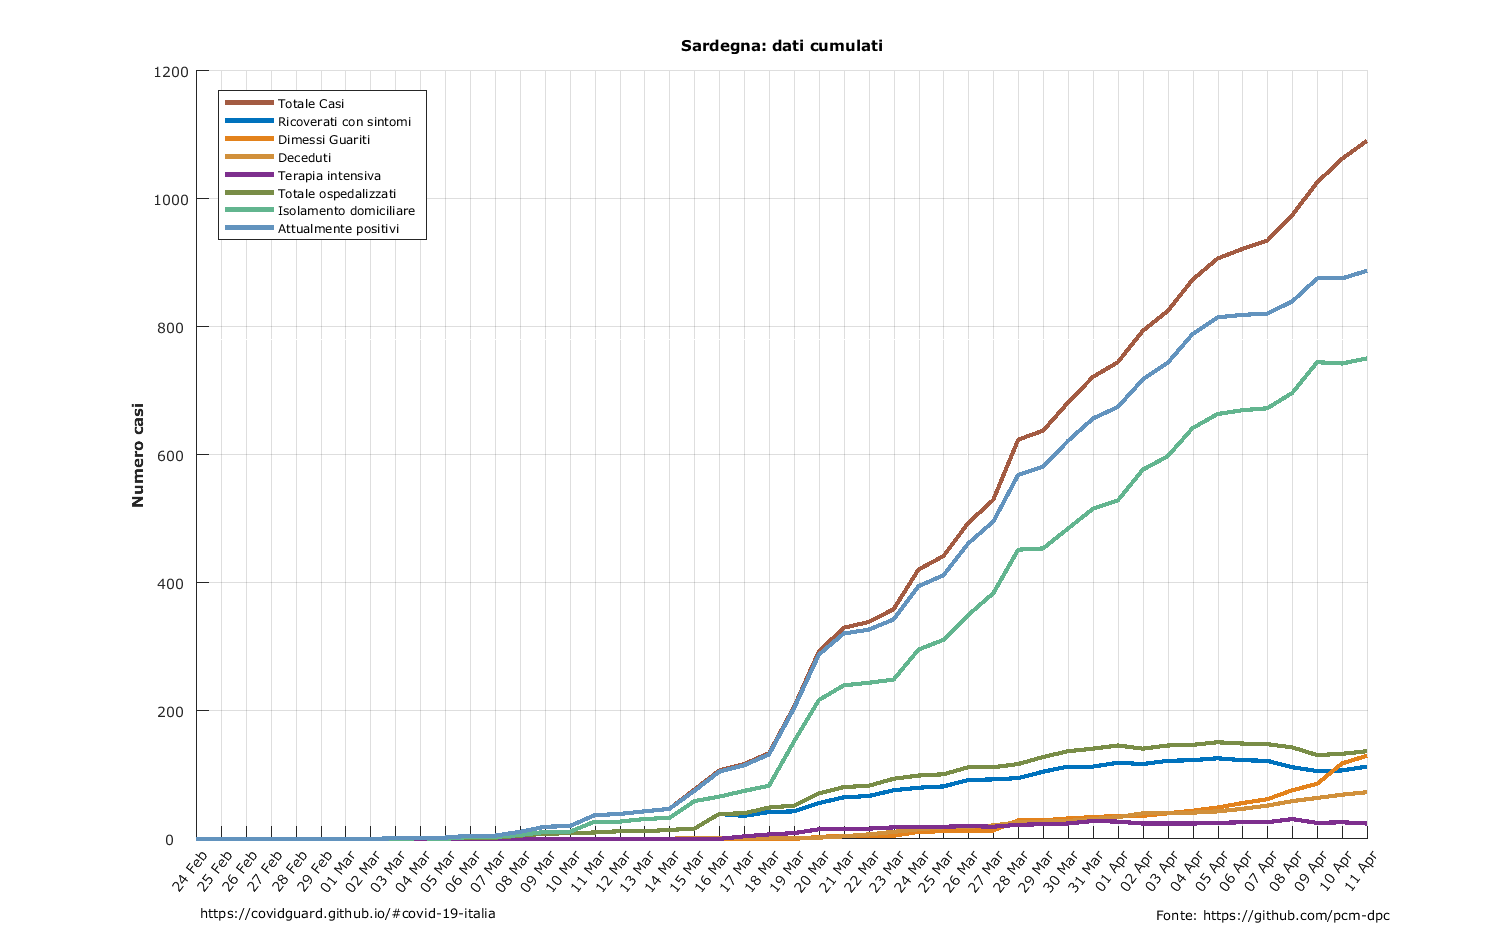 Sardegna: dati cumulati
1200
1000
800
600
400
200
0
Numero casi
Totale Casi
Ricoverati con sintomi
Dimessi Guariti
Deceduti
Terapia intensiva
Totale ospedalizzati
Isolamento domiciliare
Attualmente positivi
24 Feb
25 Feb
26 Feb
27 Feb
28 Feb
29 Feb
01 Mar
02 Mar
03 Mar
04 Mar
05 Mar
06 Mar
07 Mar
08 Mar
09 Mar
10 Mar
11 Mar
12 Mar
13 Mar
14 Mar
15 Mar
16 Mar
17 Mar
18 Mar
19 Mar
20 Mar
21 Mar
22 Mar
23 Mar
24 Mar
25 Mar
26 Mar
27 Mar
28 Mar
29 Mar
30 Mar
31 Mar
01 Apr
02 Apr
03 Apr
04 Apr
05 Apr
06 Apr
07 Apr
08 Apr
09 Apr
10 Apr
11 Apr
https://covidguard.github.io/#covid-19-italia
Fonte: https://github.com/pcm-dpc